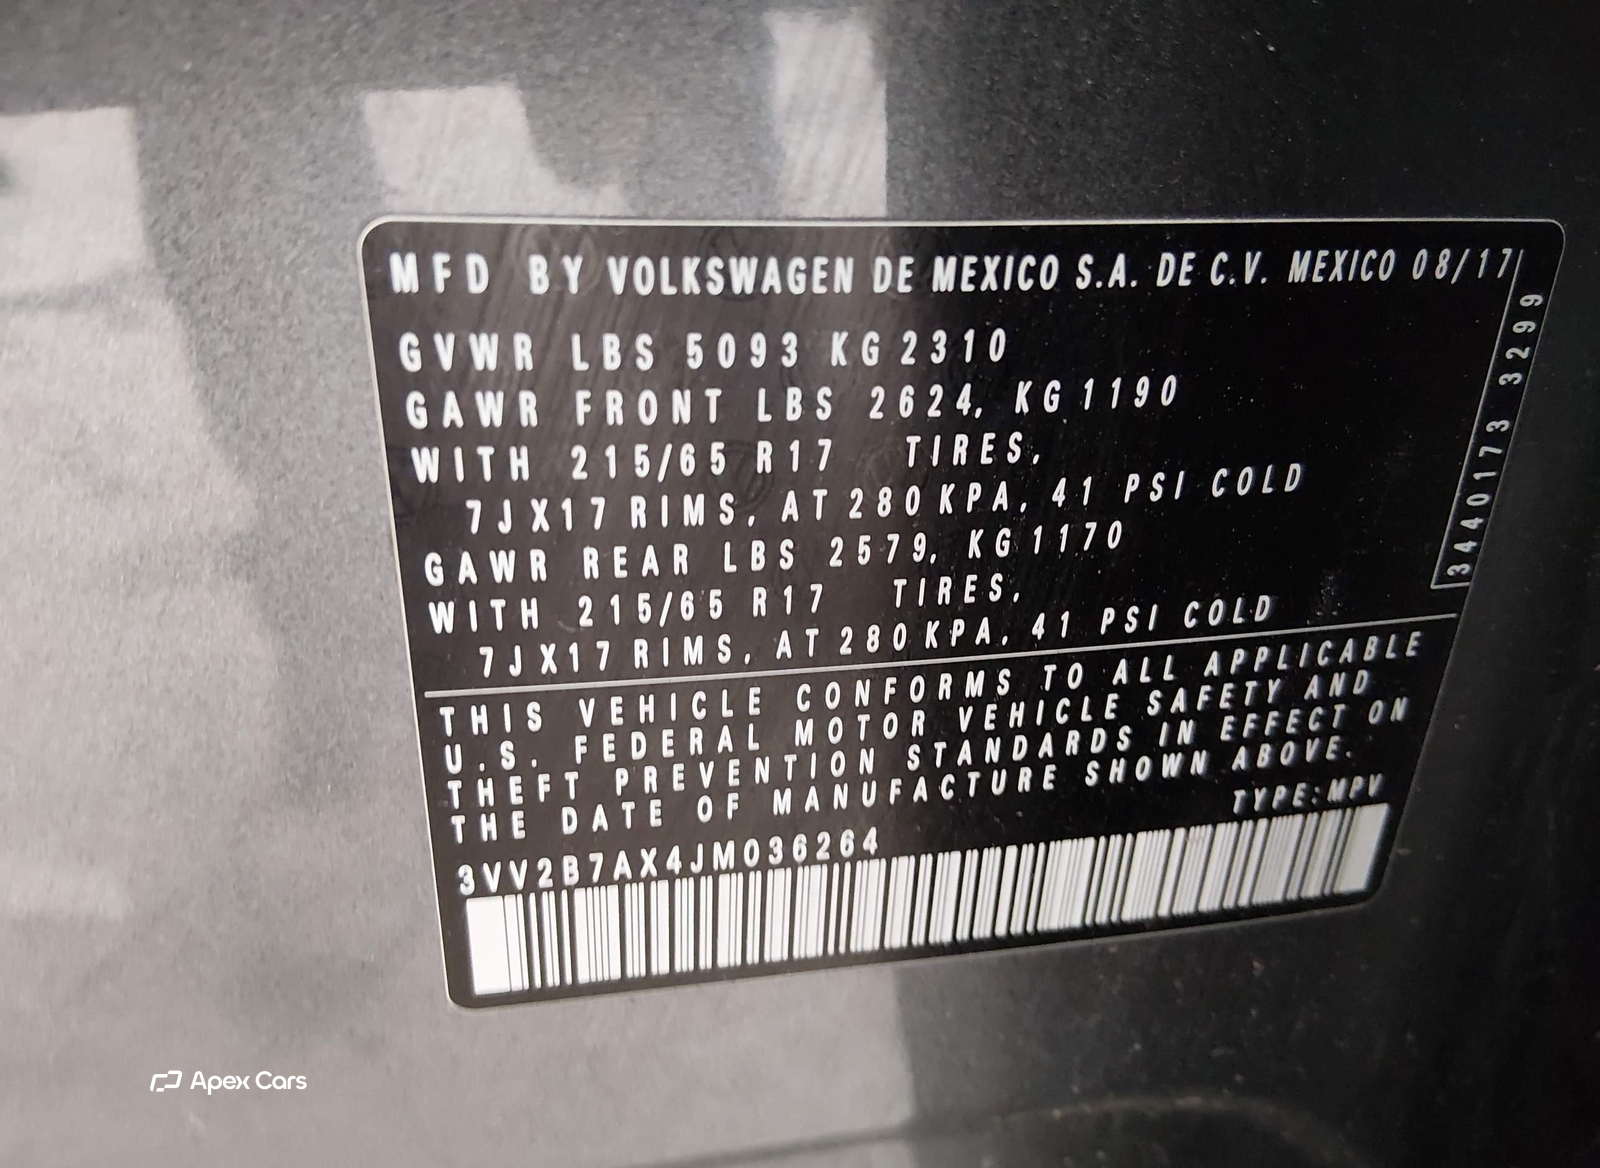 MFD BY VOLKSWAGEN DE MEXICO S.A. DE C.V. MEXICO 08/17
GVWR LBS 5093 KG 2310
GAWR FRONT LBS 2624, KG 1190
WITH 215/65 R17 TIRES,
7J X17 RIMS, AT 280 KPA, 41 PSI COLD
GAWR REAR LBS 2579, KG 1170
WITH 215/65 R17 TIRES,
7J X17 RIMS, AT 280 KPA, 41 PSI COLD
3440173 3299
THIS VEHICLE CONFORMS TO ALL APPLICABLE
U.S. FEDERAL MOTOR VEHICLE SAFETY AND
THEFT PREVENTION STANDARDS IN EFFECT ON
THE DATE OF MANUFACTURE SHOWN ABOVE.
TYPE: MPV
3VV2B7AX4JM036264
Apex Cars